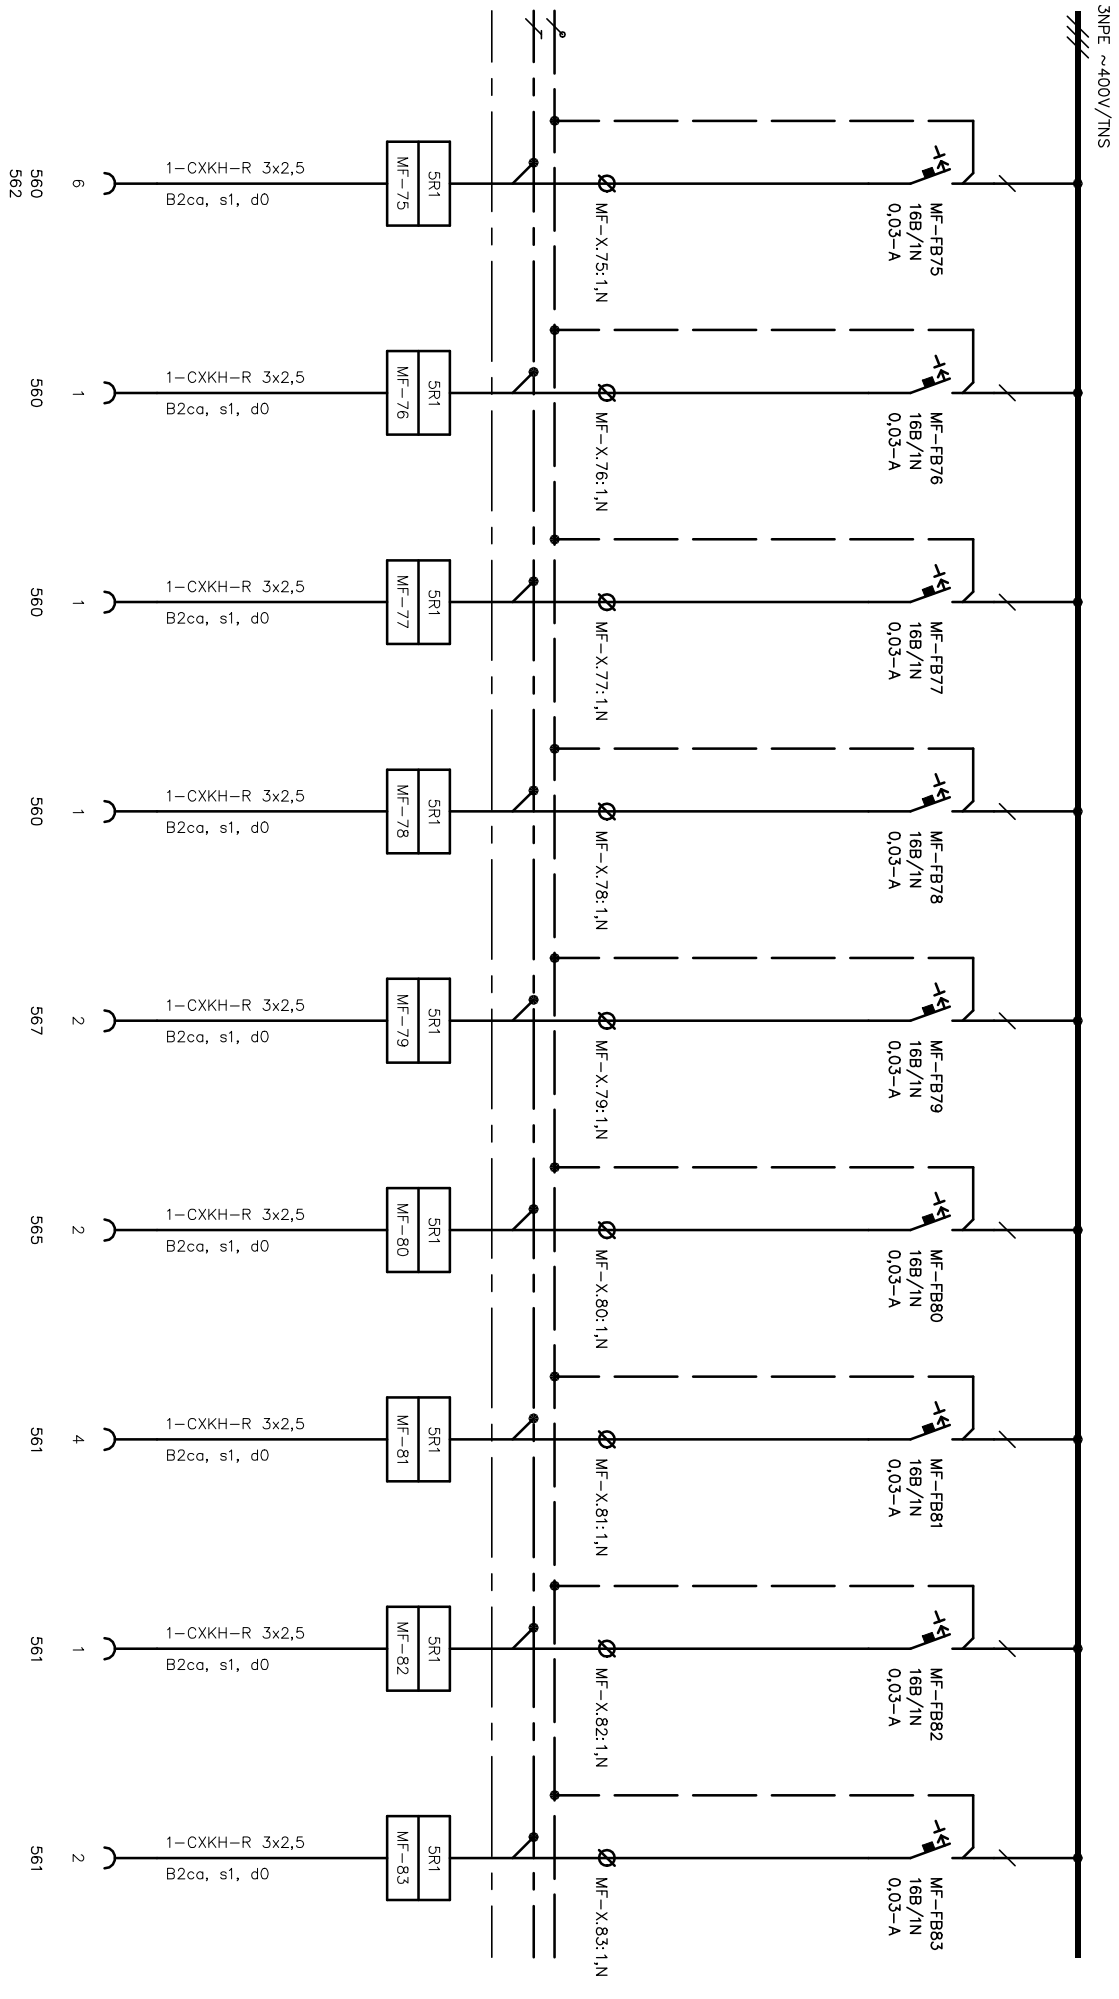 3NPE ~400V/TNS
MF-FB75
16B/1N
0,03-A
MF-X.75:1,N
5R1
MF-75
1-CXKH-R 3x2,5
B2ca, s1, d0
6
560
562
MF-FB76
16B/1N
0,03-A
MF-X.76:1,N
5R1
MF-76
1-CXKH-R 3x2,5
B2ca, s1, d0
1
560
MF-FB77
16B/1N
0,03-A
MF-X.77:1,N
5R1
MF-77
1-CXKH-R 3x2,5
B2ca, s1, d0
1
560
MF-FB78
16B/1N
0,03-A
MF-X.78:1,N
5R1
MF-78
1-CXKH-R 3x2,5
B2ca, s1, d0
1
560
MF-FB79
16B/1N
0,03-A
MF-X.79:1,N
5R1
MF-79
1-CXKH-R 3x2,5
B2ca, s1, d0
2
567
MF-FB80
16B/1N
0,03-A
MF-X.80:1,N
5R1
MF-80
1-CXKH-R 3x2,5
B2ca, s1, d0
2
565
MF-FB81
16B/1N
0,03-A
MF-X.81:1,N
5R1
MF-81
1-CXKH-R 3x2,5
B2ca, s1, d0
4
561
MF-FB82
16B/1N
0,03-A
MF-X.82:1,N
5R1
MF-82
1-CXKH-R 3x2,5
B2ca, s1, d0
1
561
MF-FB83
16B/1N
0,03-A
MF-X.83:1,N
5R1
MF-83
1-CXKH-R 3x2,5
B2ca, s1, d0
2
561